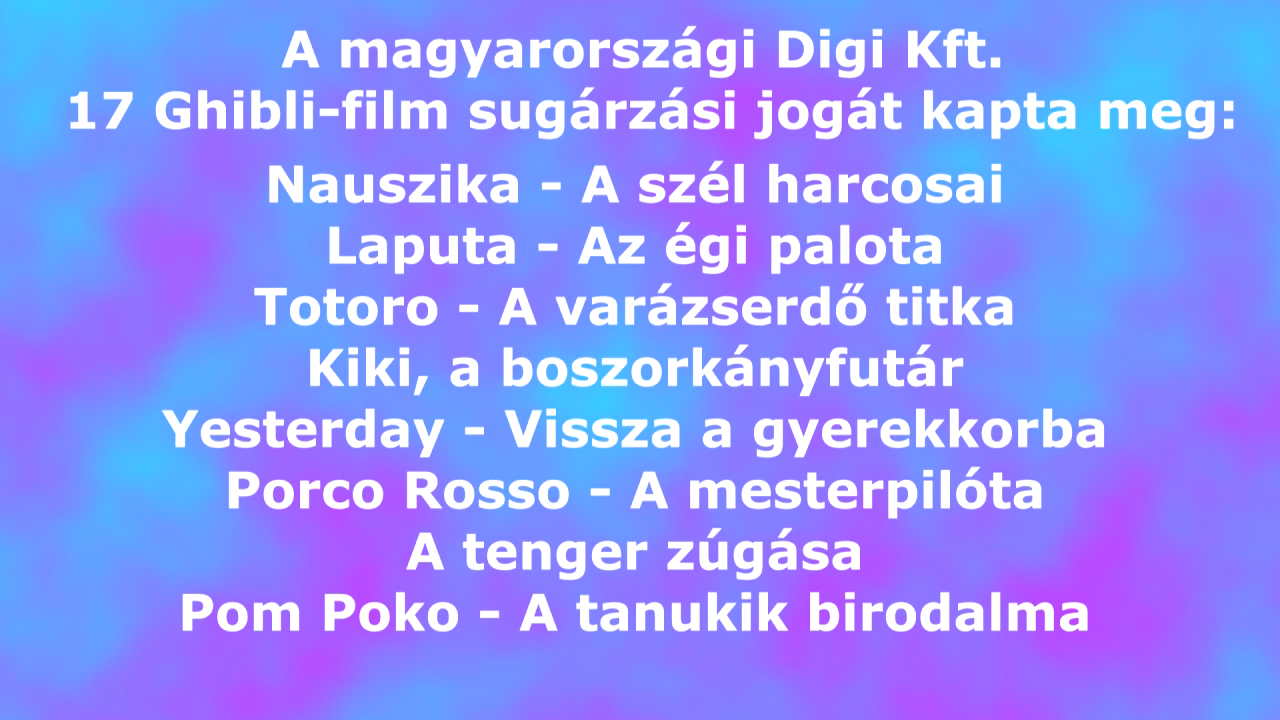 A magyarországi Digi Kft.
17 Ghibli-film sugárzási jogát kapta meg:
Nauszika - A szél harcosai
Laputa - Az égi palota
Totoro - A varázserdő titka
Kiki, a boszorkányfutár
Yesterday - Vissza a gyerekkorba
Porco Rosso - A mesterpilóta
A tenger zúgása
Pom Poko - A tanukik birodalma